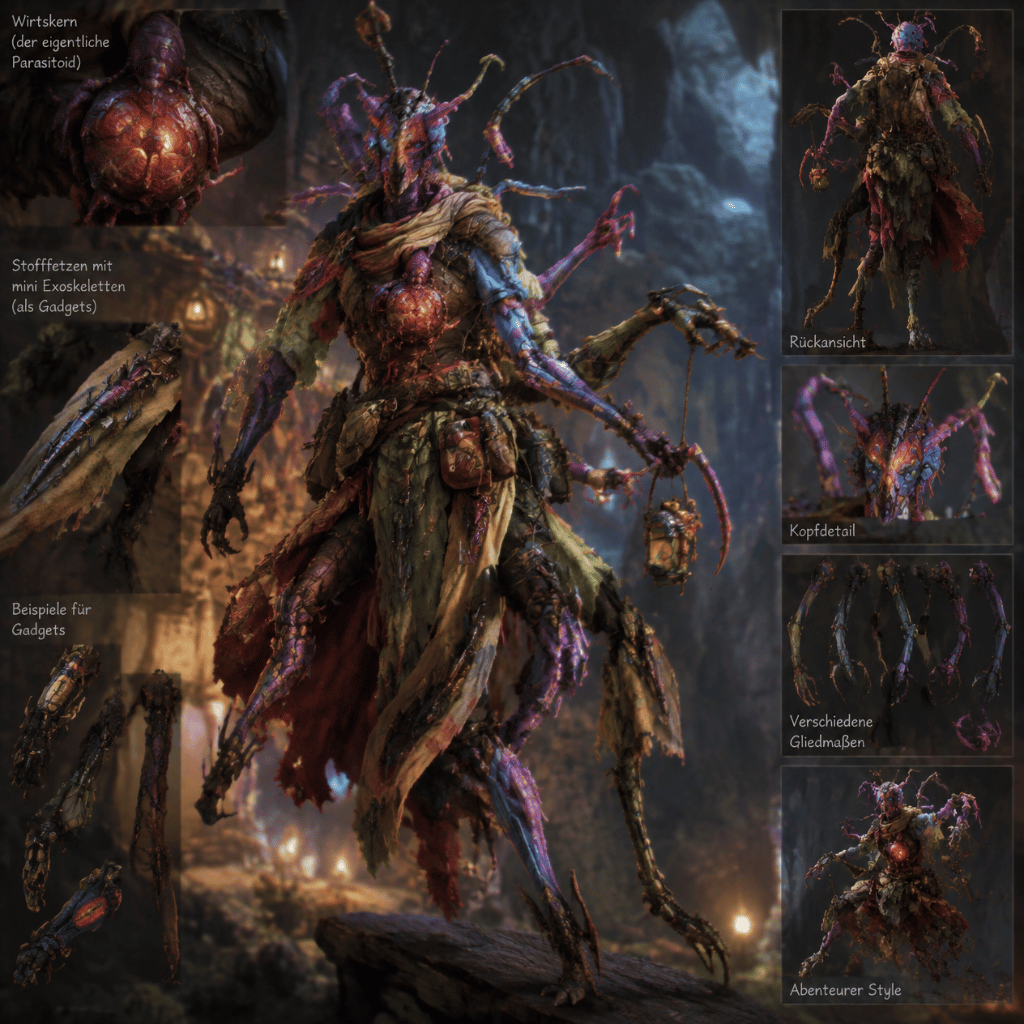 Wirtskern
(der eigentliche
Parasitoid)
Stofffetzen mit
mini Exoskeletten
(als Gadgets)
Beispiele für
Gadgets
Rückansicht
Kopfdetail
Verschiedene
Gliedmaßen
Abenteurer Style